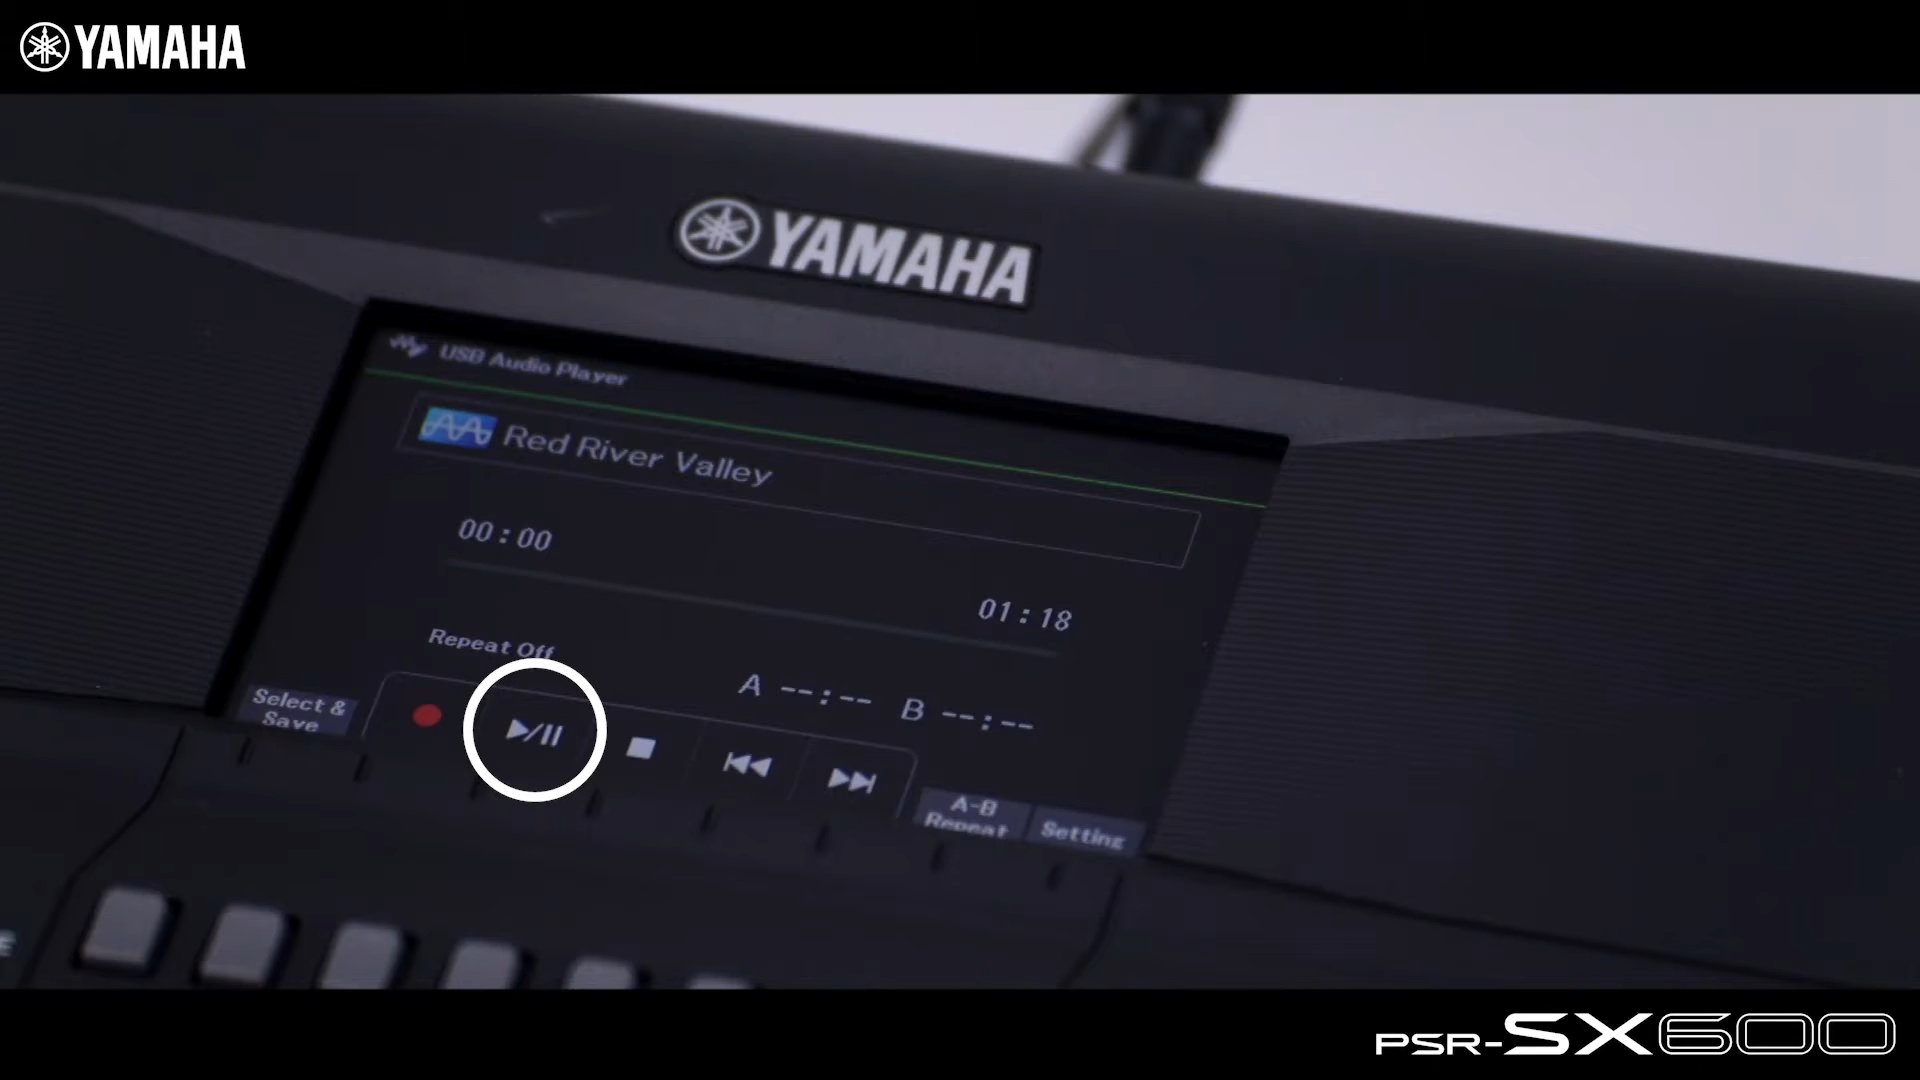 YAMAHA
YAMAHA
USB Audio Player
Red River Valley
00:00
01:18
Repeat Off
A --:-- B --:--
Select &
Save
A-B
Repeat
Setting
E
PSR-SX600